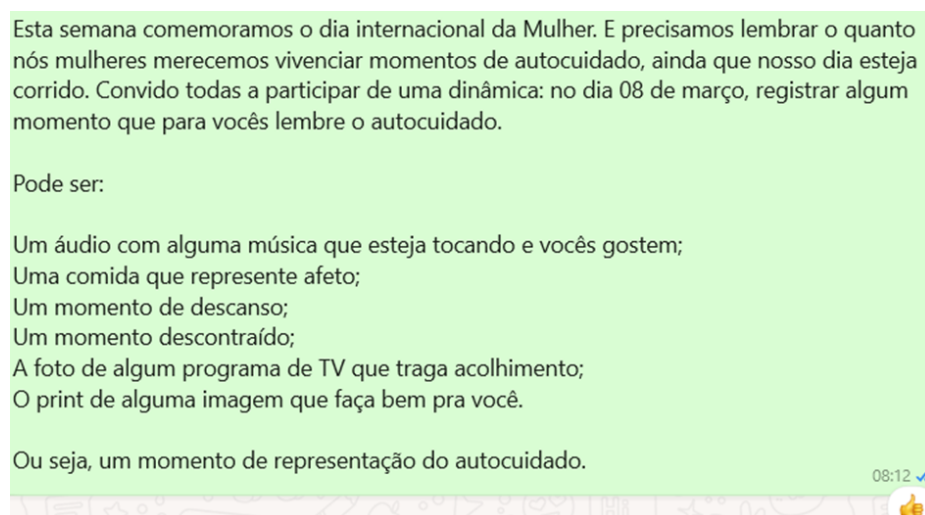 Esta semana comemoramos o dia internacional da Mulher. E precisamos lembrar o quanto
nós mulheres merecemos vivenciar momentos de autocuidado, ainda que nosso dia esteja
corrido. Convido todas a participar de uma dinâmica: no dia 08 de março, registrar algum
momento que para vocês lembre o autocuidado.
Pode ser:
Um áudio com alguma música que esteja tocando e vocês gostem;
Uma comida que represente afeto;
Um momento de descanso;
Um momento descontraído;
A foto de algum programa de TV que traga acolhimento;
O print de alguma imagem que faça bem pra você.
Ou seja, um momento de representação do autocuidado.
08:12